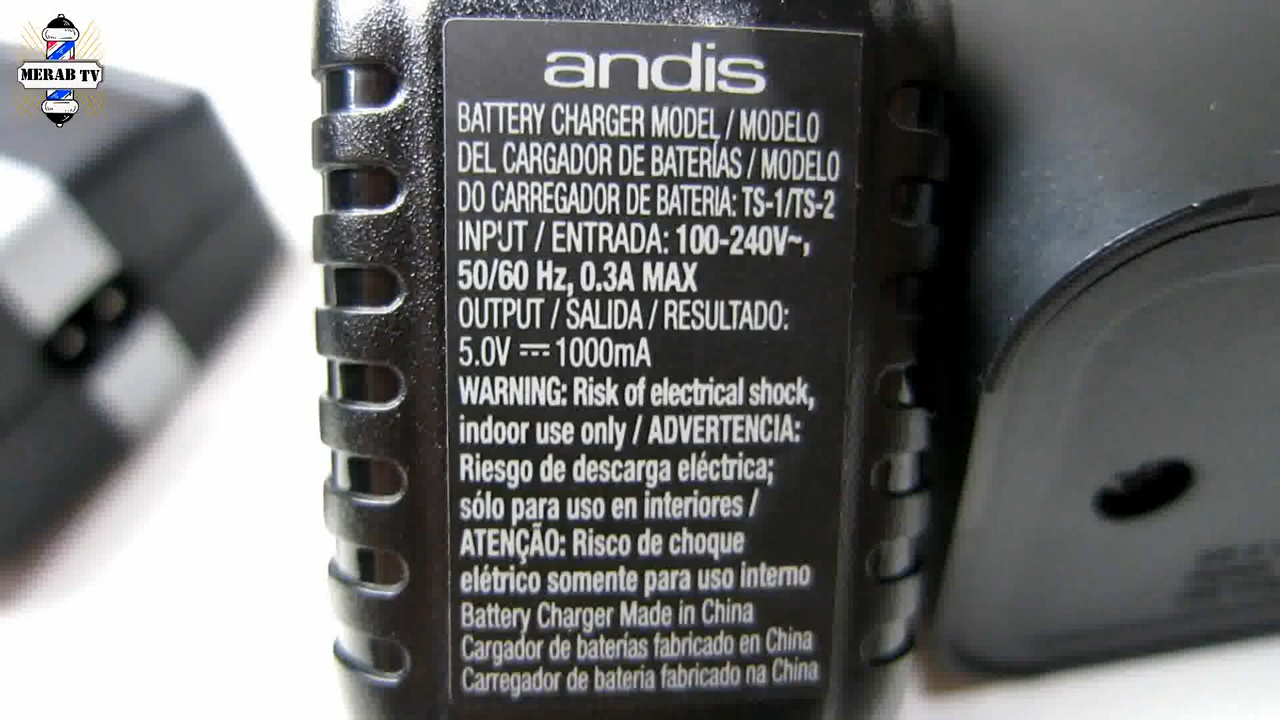 MERAB TV
andis
BATTERY CHARGER MODEL / MODELO
DEL CARGADOR DE BATERÍAS / MODELO
DO CARREGADOR DE BATERIA: TS-1/TS-2
INPUT / ENTRADA: 100-240V~,
50/60 Hz, 0.3A MAX
OUTPUT / SALIDA / RESULTADO:
5.0V ⎓ 1000mA
WARNING: Risk of electrical shock,
indoor use only / ADVERTENCIA:
Riesgo de descarga eléctrica;
sólo para uso en interiores /
ATENÇÃO: Risco de choque
elétrico somente para uso interno
Battery Charger Made in China
Cargador de baterías fabricado en China
Carregador de bateria fabricado na China